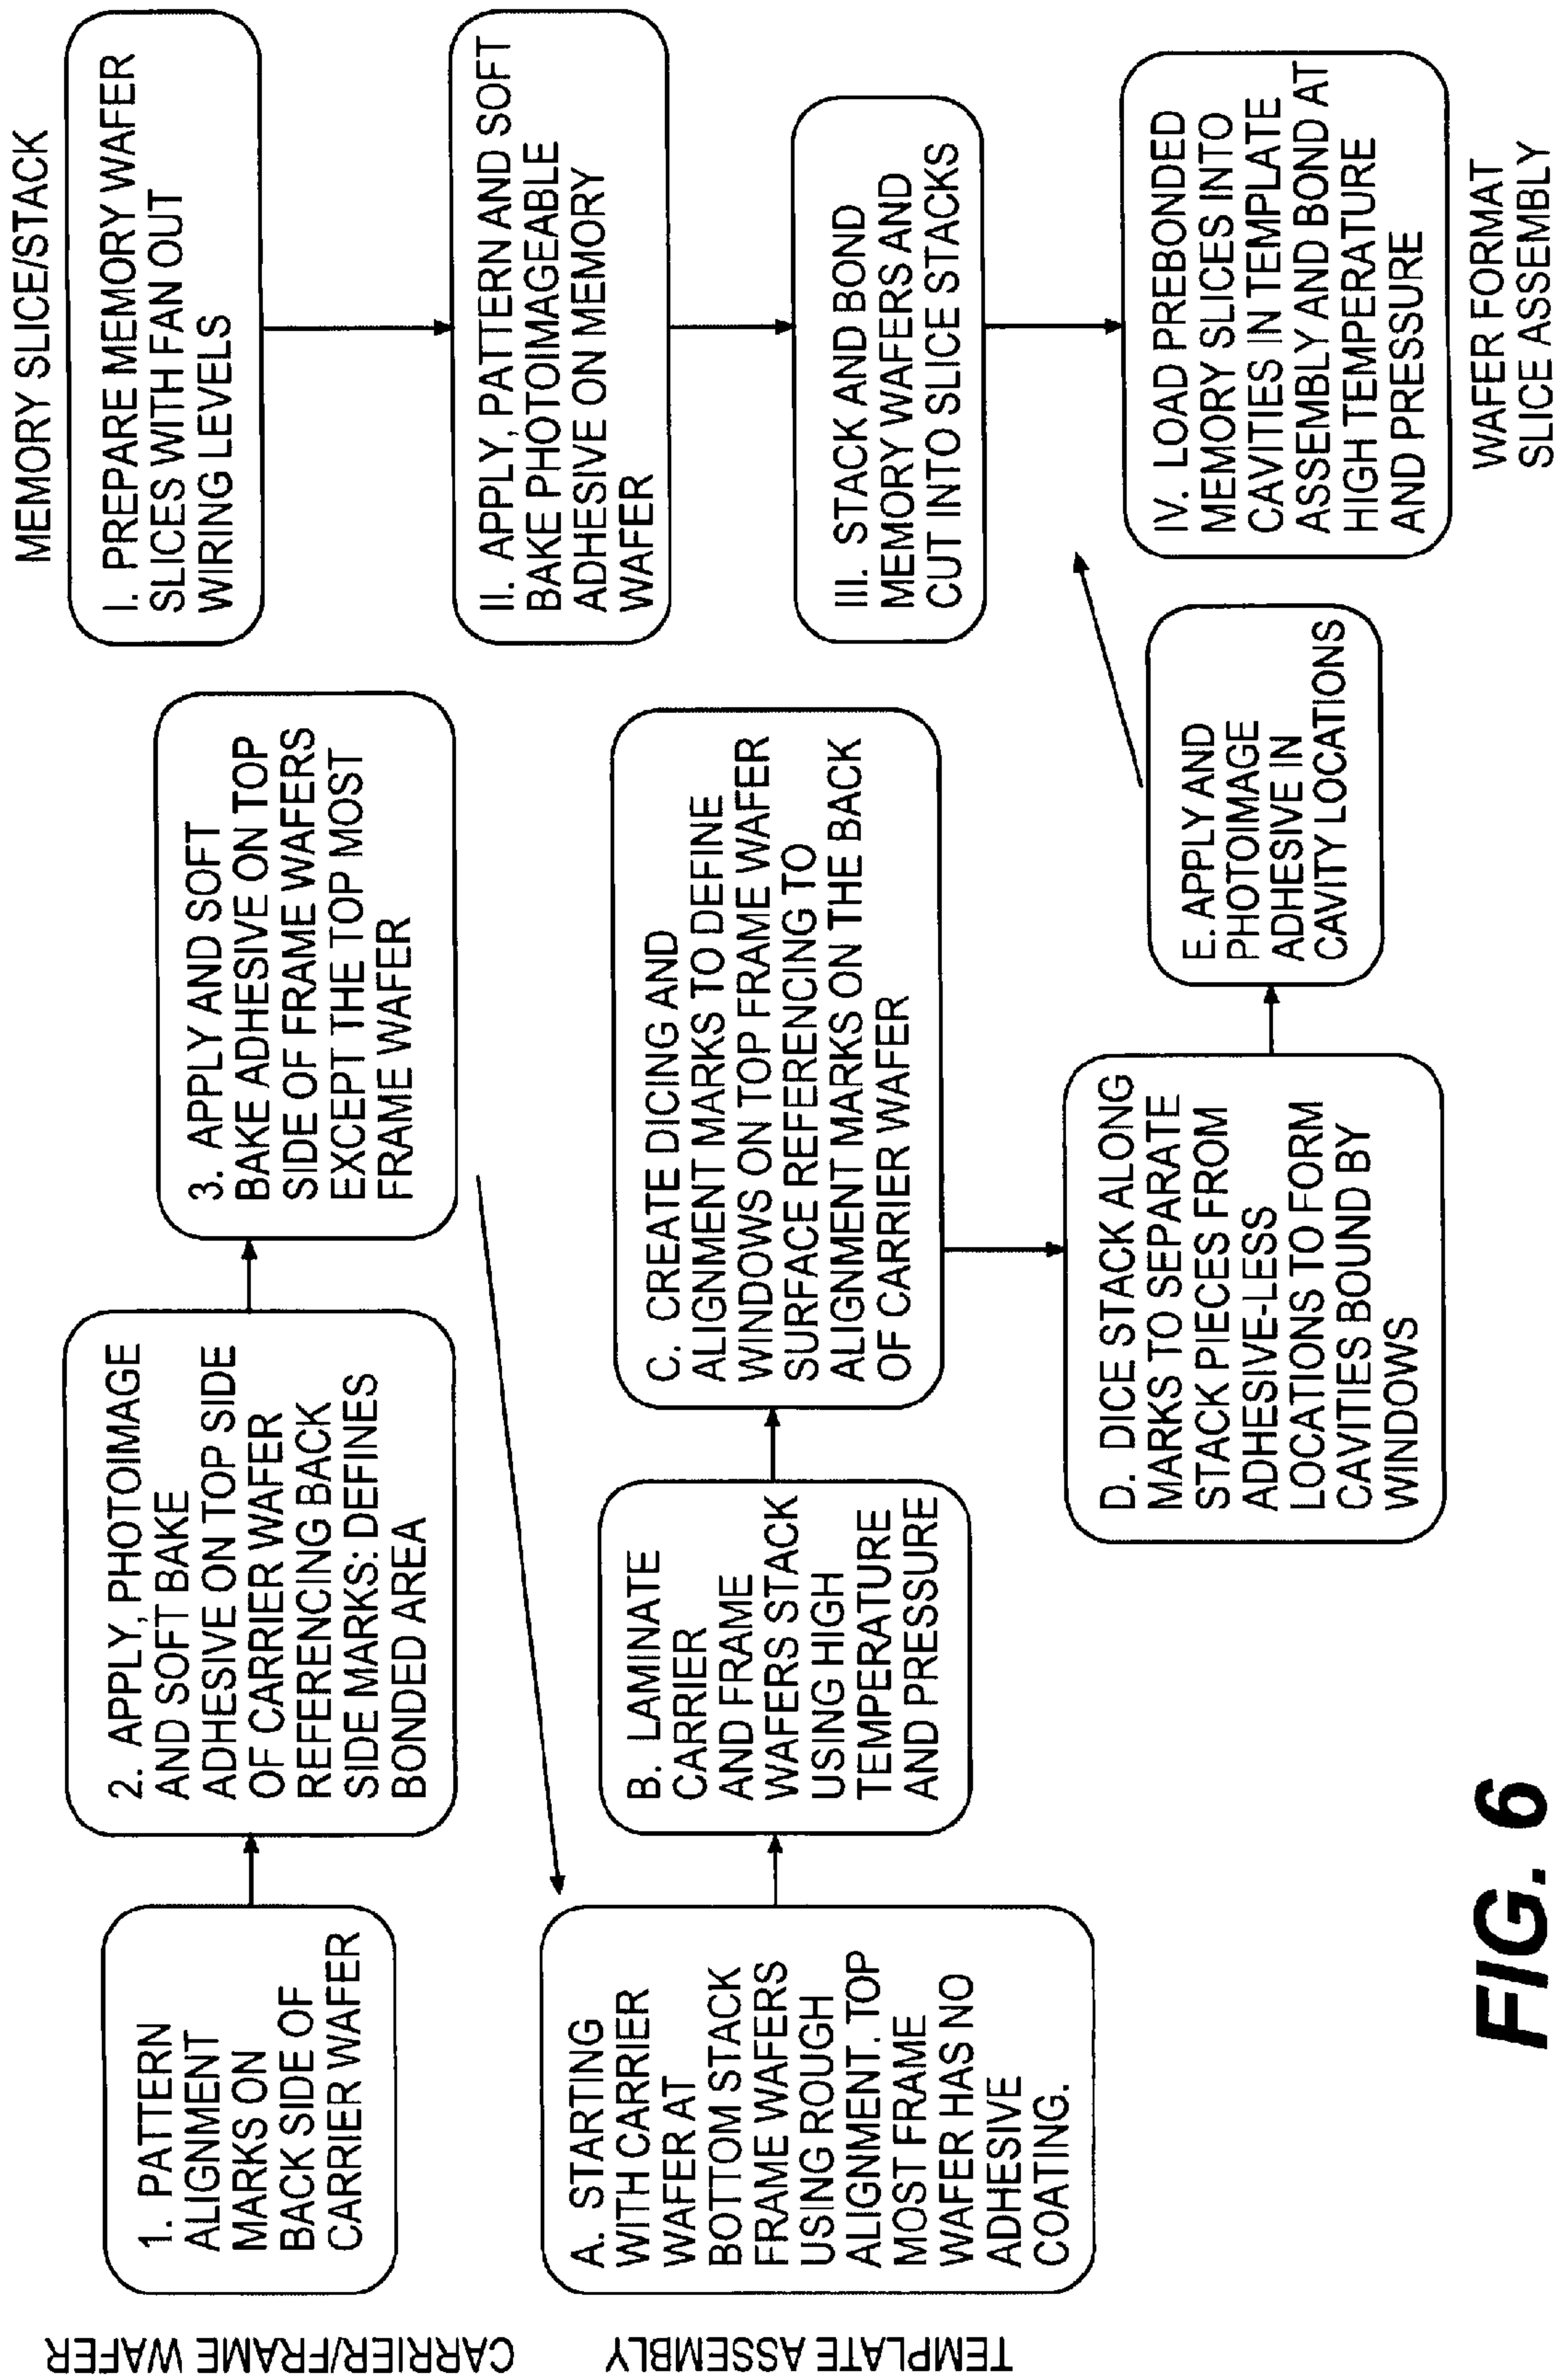 CARRIER/FRAME WAFER
1. PATTERN
ALIGNMENT
MARKS ON
BACK SIDE OF
CARRIER WAFER
2. APPLY, PHOTOIMAGE
AND SOFT BAKE
ADHESIVE ON TOP SIDE
OF CARRIER WAFER
REFERENCING BACK
SIDE MARKS: DEFINES
BONDED AREA
3. APPLY AND SOFT
BAKE ADHESIVE ON TOP
SIDE OF FRAME WAFERS
EXCEPT THE TOP MOST
FRAME WAFER
TEMPLATE ASSEMBLY
A. STARTING
WITH CARRIER
WAFER AT
BOTTOM STACK
FRAME WAFERS
USING ROUGH
ALIGNMENT. TOP
MOST FRAME
WAFER HAS NO
ADHESIVE
COATING.
B. LAMINATE
CARRIER
AND FRAME
WAFERS STACK
USING HIGH
TEMPERATURE
AND PRESSURE
C. CREATE DICING AND
ALIGNMENT MARKS TO DEFINE
WINDOWS ON TOP FRAME WAFER
SURFACE REFERENCING TO
ALIGNMENT MARKS ON THE BACK
OF CARRIER WAFER
D. DICE STACK ALONG
MARKS TO SEPARATE
STACK PIECES FROM
ADHESIVE-LESS
LOCATIONS TO FORM
CAVITIES BOUND BY
WINDOWS
E. APPLY AND
PHOTOIMAGE
ADHESIVE IN
CAVITY LOCATIONS
MEMORY SLICE/STACK
I. PREPARE MEMORY WAFER
SLICES WITH FAN OUT
WIRING LEVELS
II. APPLY, PATTERN AND SOFT
BAKE PHOTOIMAGEABLE
ADHESIVE ON MEMORY
WAFER
III. STACK AND BOND
MEMORY WAFERS AND
CUT INTO SLICE STACKS
IV. LOAD PREBONDED
MEMORY SLICES INTO
CAVITIES IN TEMPLATE
ASSEMBLY AND BOND AT
HIGH TEMPERATURE
AND PRESSURE
WAFER FORMAT
SLICE ASSEMBLY
FIG. 6